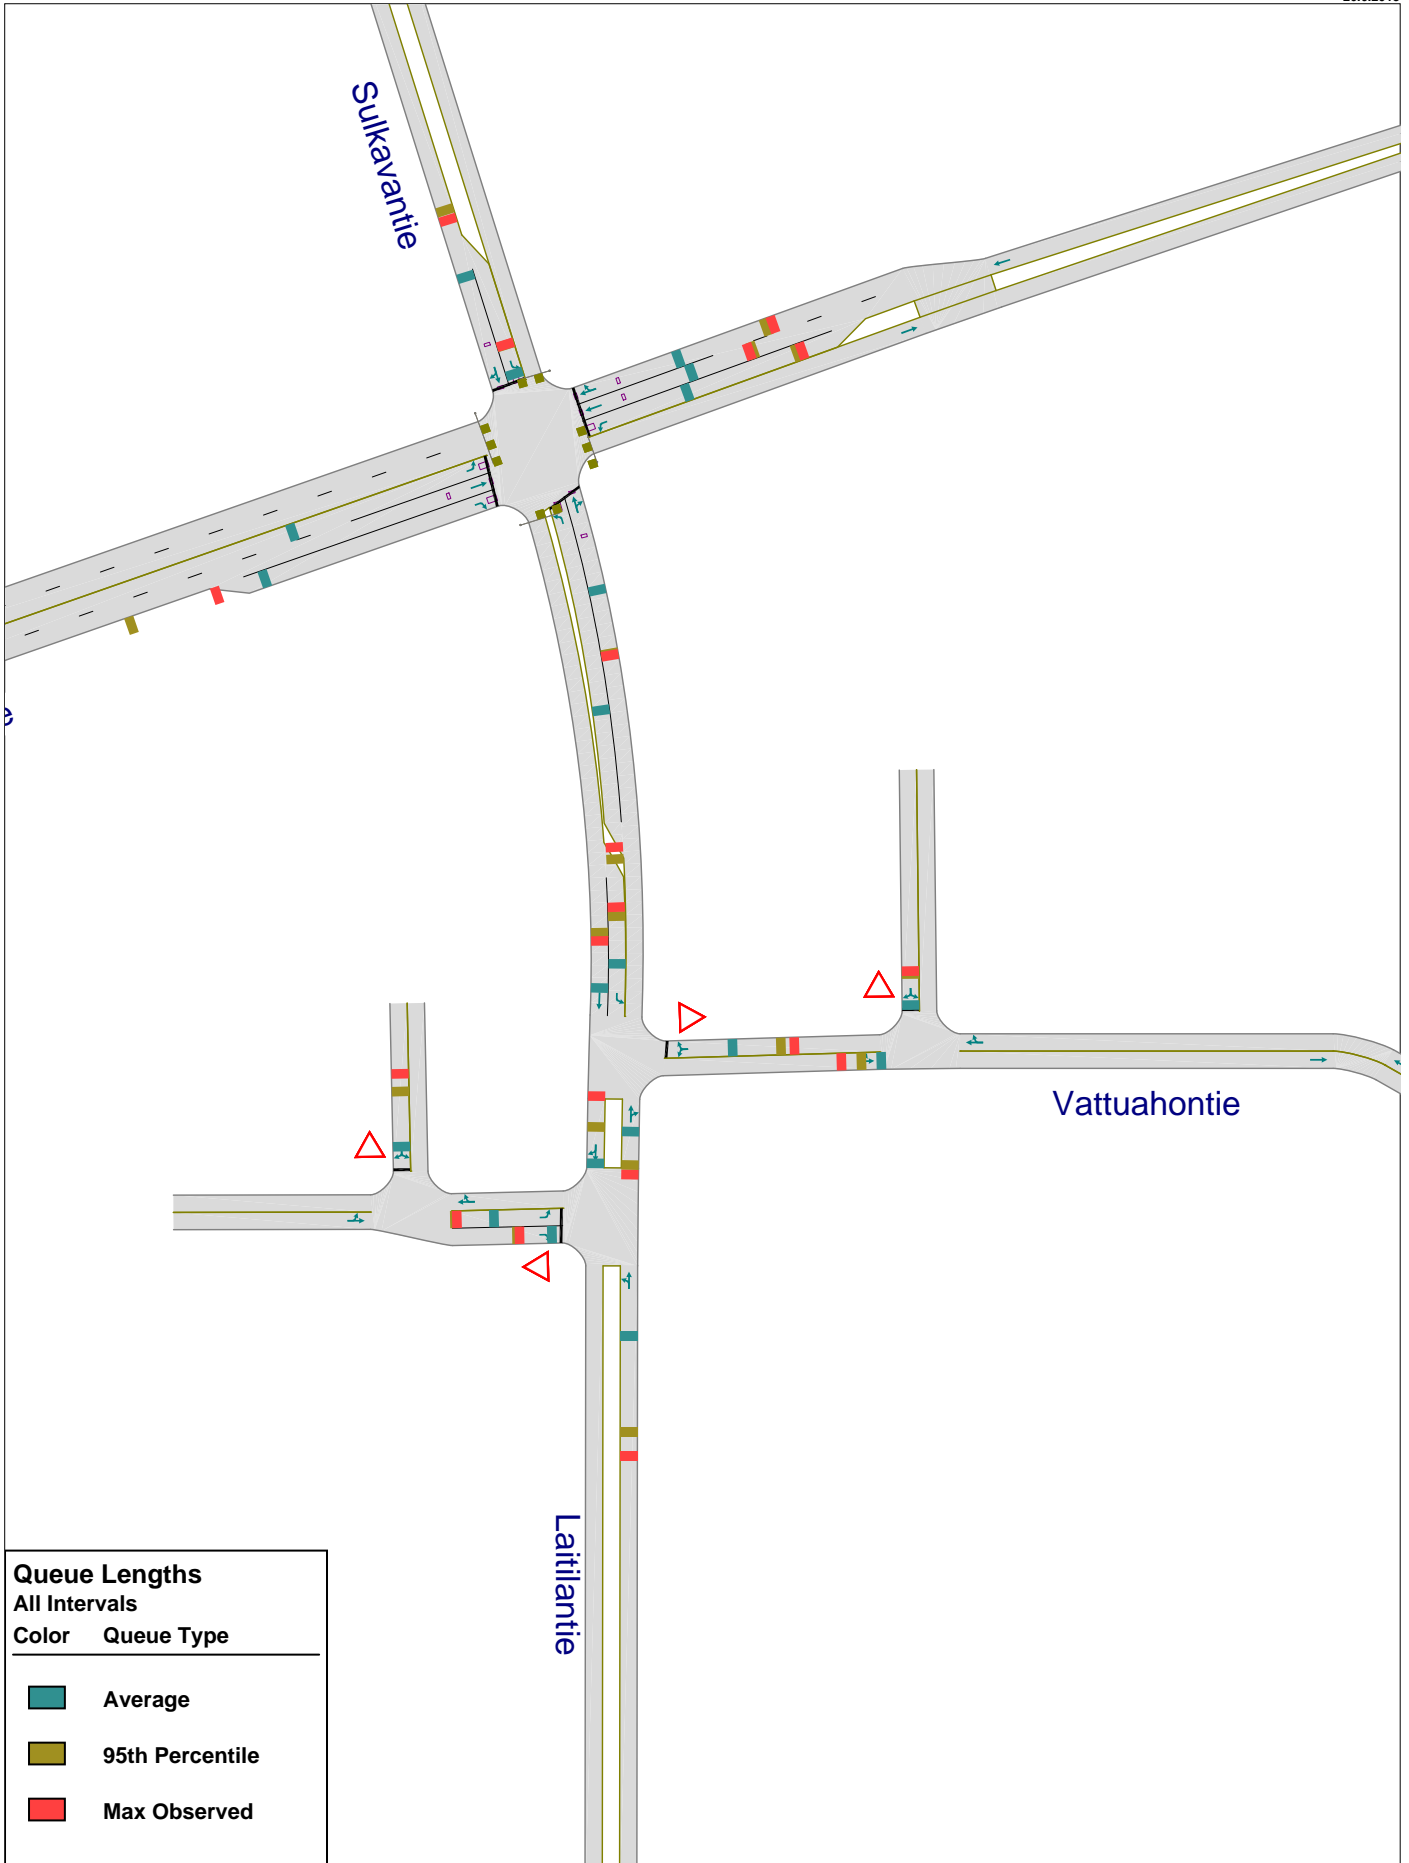 Sulkavantie
Vattuahontie
Laitilantie
Queue Lengths
All Intervals
Color Queue Type
Average
95th Percentile
Max Observed